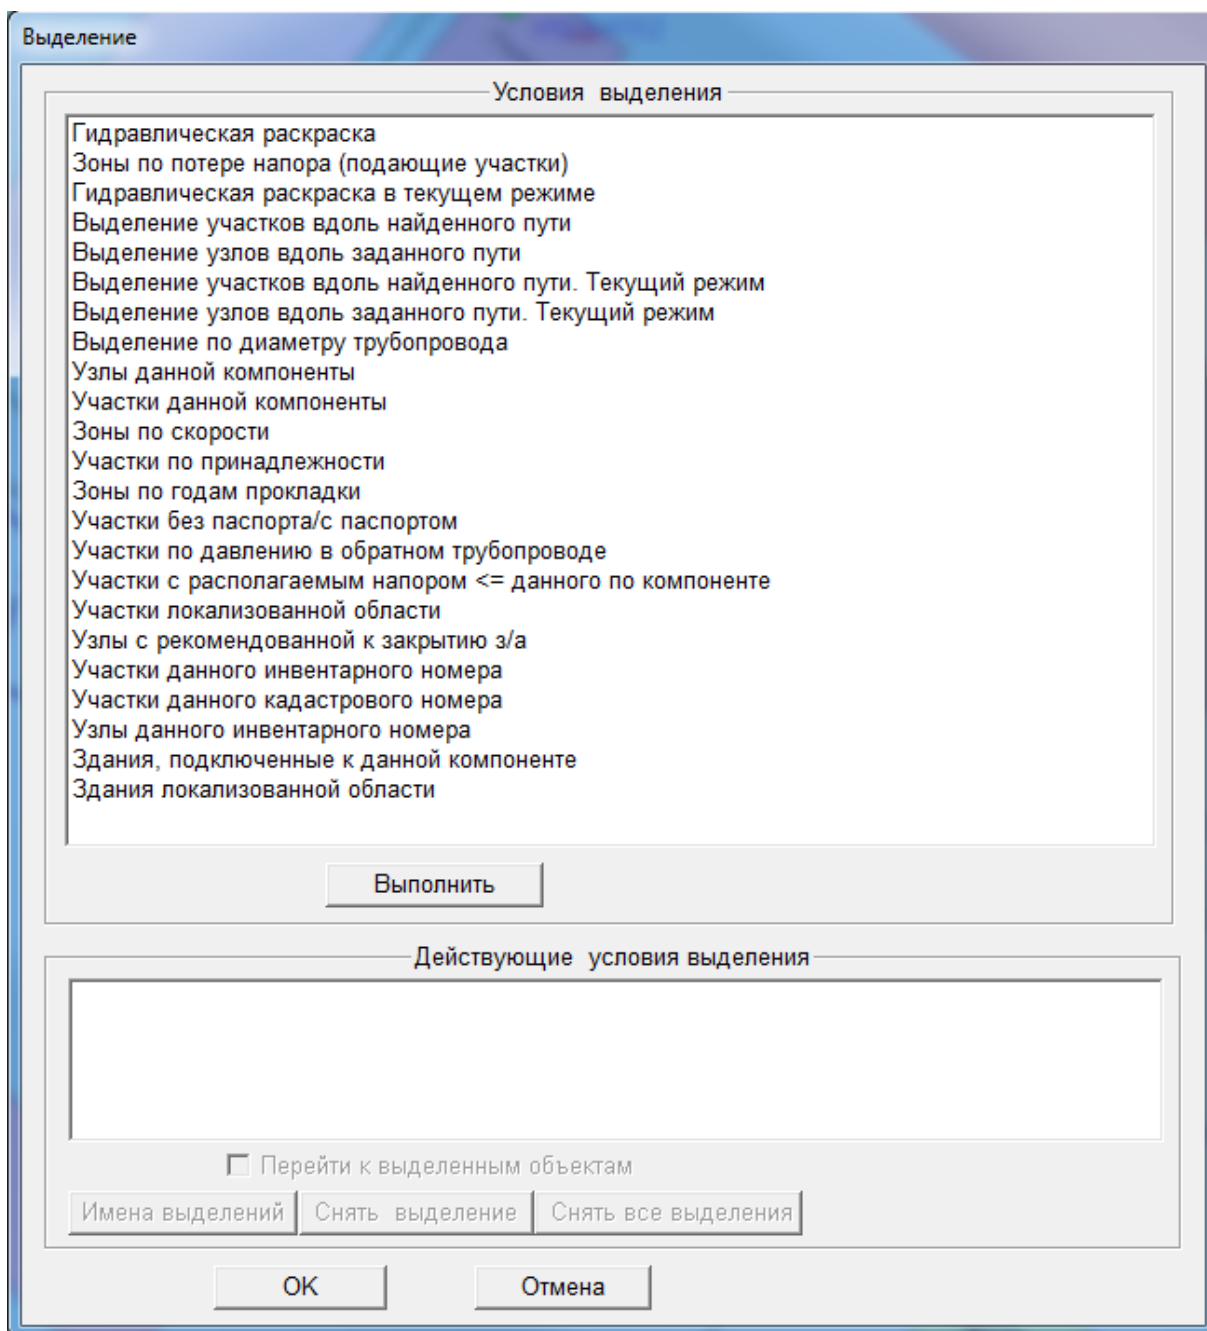 Выделение
Условия выделения
Гидравлическая раскраска
Зоны по потере напора (подающие участки)
Гидравлическая раскраска в текущем режиме
Выделение участков вдоль найденного пути
Выделение узлов вдоль заданного пути
Выделение участков вдоль найденного пути. Текущий режим
Выделение узлов вдоль заданного пути. Текущий режим
Выделение по диаметру трубопровода
Узлы данной компоненты
Участки данной компоненты
Зоны по скорости
Участки по принадлежности
Зоны по годам прокладки
Участки без паспорта/с паспортом
Участки по давлению в обратном трубопроводе
Участки с располагаемым напором <= данного по компоненте
Участки локализованной области
Узлы с рекомендованной к закрытию з/а
Участки данного инвентарного номера
Участки данного кадастрового номера
Узлы данного инвентарного номера
Здания, подключенные к данной компоненте
Здания локализованной области
Выполнить
Действующие условия выделения
Перейти к выделенным объектам
Имена выделений Снять выделение Снять все выделения
OK Отмена